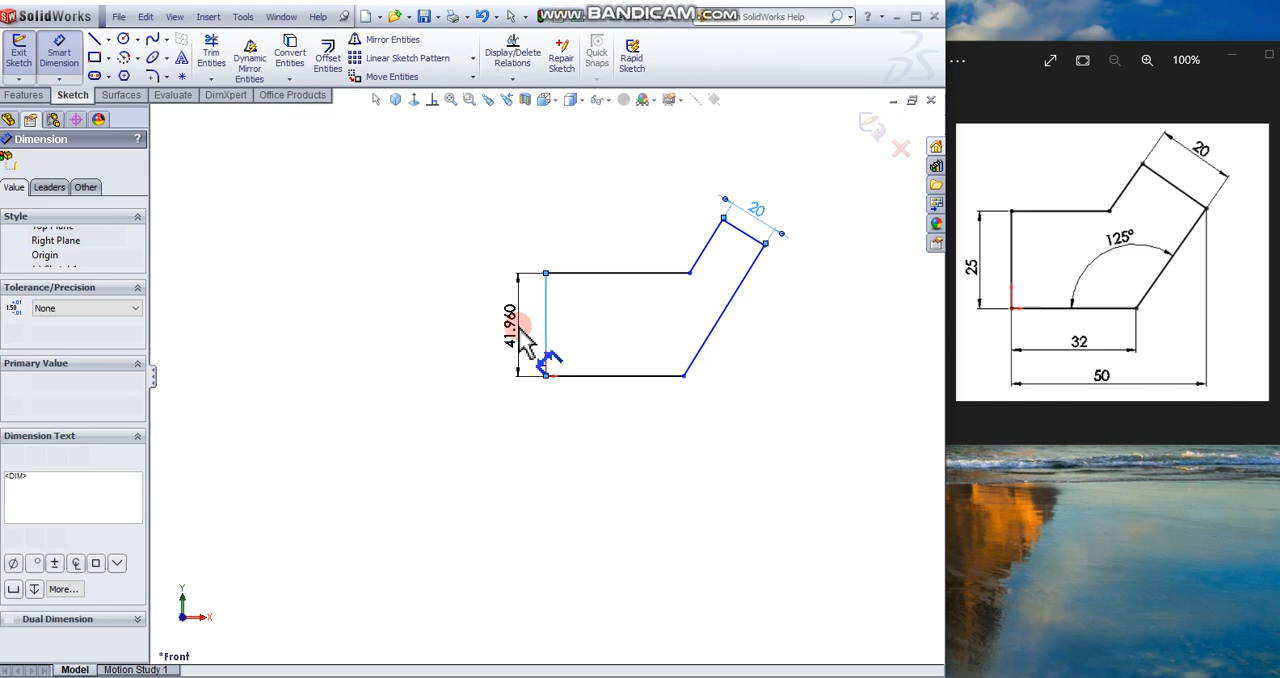 SolidWorks
File Edit View Insert Tools Window Help
www.BANDICAM.com
SolidWorks Help
100%
Exit Sketch
Smart Dimension
Trim Entities
Dynamic Mirror Entities
Convert Entities
Offset Entities
Mirror Entities
Linear Sketch Pattern
Move Entities
Display/Delete Relations
Repair Sketch
Quick Snaps
Rapid Sketch
Features Sketch Surfaces Evaluate DimXpert Office Products
Dimension ?
Value Leaders Other
Style
Top Plane
Right Plane
Origin
Tolerance/Precision
None
Primary Value
Dimension Text
<DIM>
More...
Dual Dimension
20
41.960
20
125°
25
32
50
Y
X
*Front
Model Motion Study 1